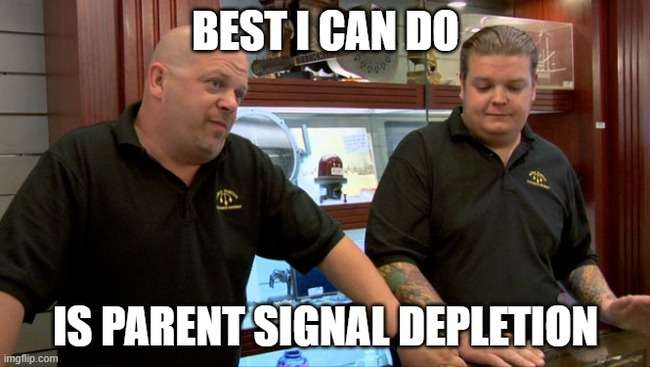 BEST I CAN DO
IS PARENT SIGNAL DEPLETION
imgflip.com